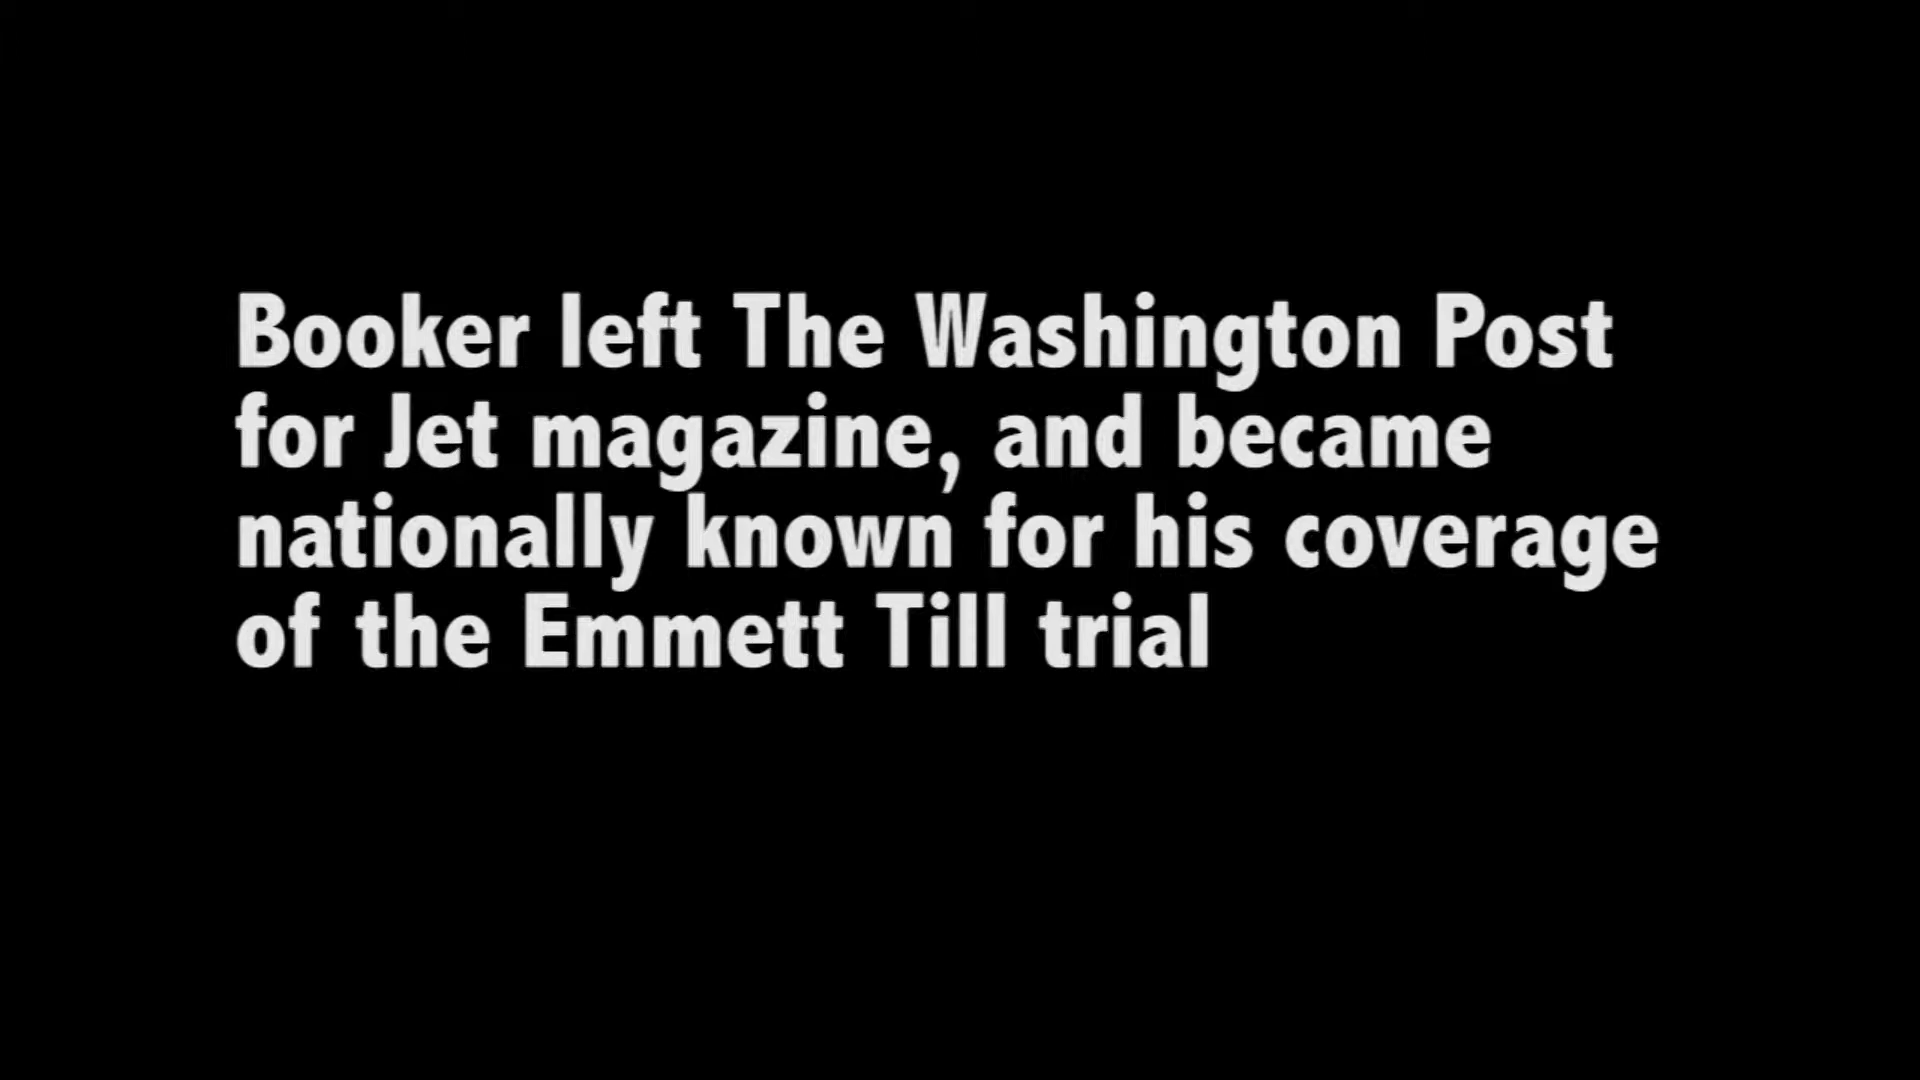 Booker left The Washington Post
for Jet magazine, and became
nationally known for his coverage
of the Emmett Till trial